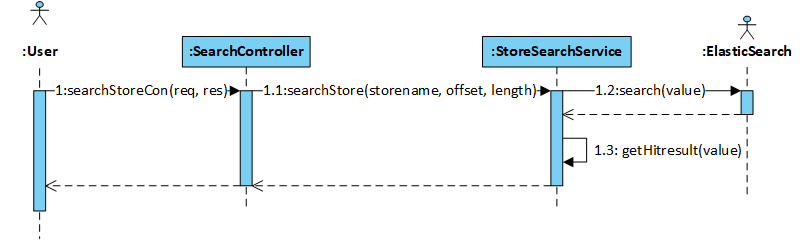 :User
:SearchController
:StoreSearchService
:ElasticSearch
1:searchStoreCon(req, res)
1.1:searchStore(storename, offset, length)
1.2:search(value)
1.3: getHitresult(value)